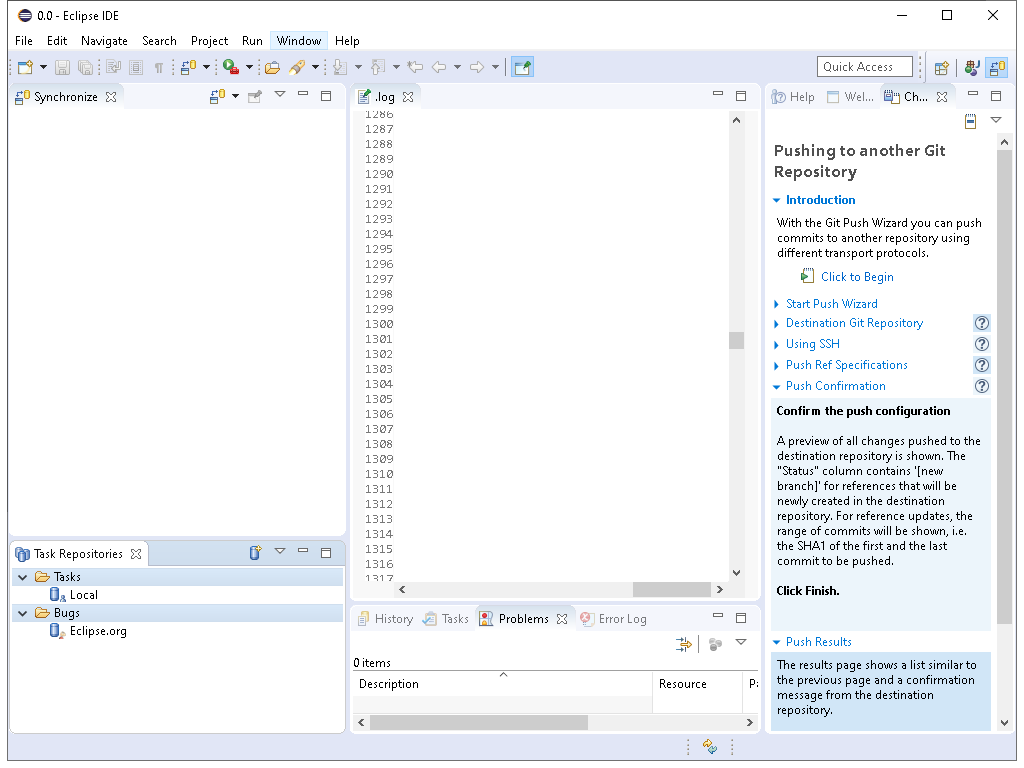 0.0 - Eclipse IDE
File Edit Navigate Search Project Run Window Help
Quick Access
Synchronize
.log
Help Wel... Ch...
1286
1287
1288
1289
1290
1291
1292
1293
1294
1295
1296
1297
1298
1299
1300
1301
1302
1303
1304
1305
1306
1307
1308
1309
1310
1311
1312
1313
1314
1315
1316
1317
Pushing to another Git
Repository
Introduction
With the Git Push Wizard you can push
commits to another repository using
different transport protocols.
Click to Begin
Start Push Wizard
Destination Git Repository
Using SSH
Push Ref Specifications
Push Confirmation
Confirm the push configuration
A preview of all changes pushed to the
destination repository is shown. The
"Status" column contains '[new
branch]' for references that will be
newly created in the destination
repository. For reference updates, the
range of commits will be shown, i.e.
the SHA1 of the first and the last
commit to be pushed.
Click Finish.
Push Results
The results page shows a list similar to
the previous page and a confirmation
message from the destination
repository.
Task Repositories
Tasks
Local
Bugs
Eclipse.org
History Tasks Problems Error Log
0 items
Description Resource